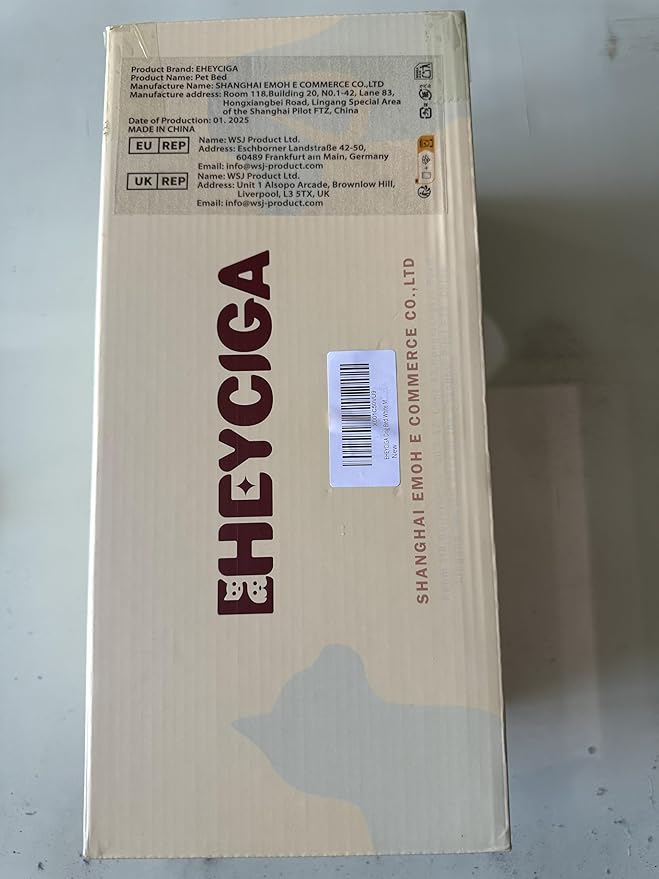 Product Brand: EHEYCIGA
Product Name: Pet Bed
Manufacture Name: SHANGHAI EMOH E COMMERCE CO.,LTD
Manufacture address: Room 118,Building 20, N0.1-42, Lane 83,
Hongxiangbei Road, Lingang Special Area
of the Shanghai Pilot FTZ, China
Date of Production: 01. 2025
MADE IN CHINA
EU REP
Name: WSJ Product Ltd.
Address: Eschborner Landstraße 42-50,
60489 Frankfurt am Main, Germany
Email: info@wsj-product.com
UK REP
Name: WSJ Product Ltd.
Address: Unit 1 Alsopo Arcade, Brownlow Hill,
Liverpool, L3 5TX, UK
Email: info@wsj-product.com
EHEYCIGA
EHEYCIGA Dog Bed White M
New
SHANGHAI EMOH E COMMERCE CO.,LTD